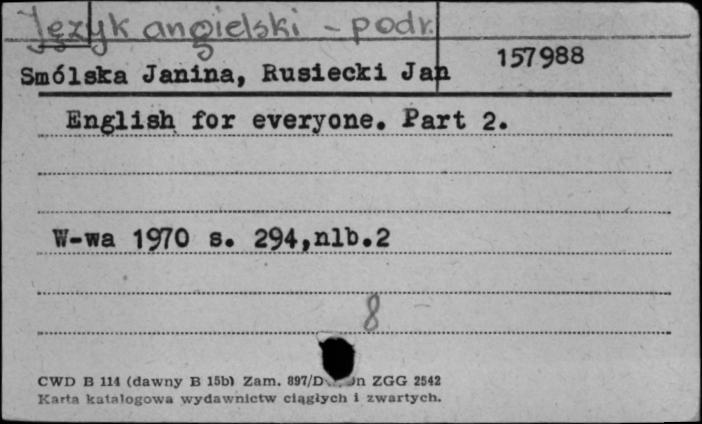 Język angielski - podr.
157988
Smólska Janina, Rusiecki Jan
English for everyone. Part 2.
W-wa 1970 s. 294,nlb.2
8
CWD B 114 (dawny B 15b) Zam. 897/D ZGG 2542
Karta katalogowa wydawnictw ciągłych i zwartych.